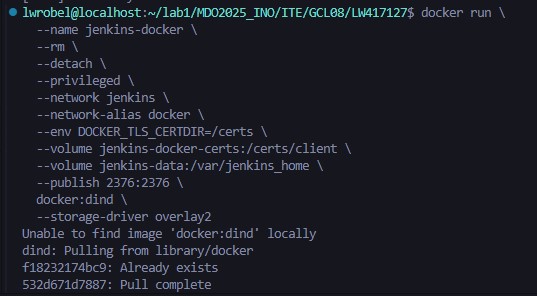 lwrobel@localhost:~/lab1/MDO2025_INO/ITE/GCL08/LW417127$ docker run \
--name jenkins-docker \
--rm \
--detach \
--privileged \
--network jenkins \
--network-alias docker \
--env DOCKER_TLS_CERTDIR=/certs \
--volume jenkins-docker-certs:/certs/client \
--volume jenkins-data:/var/jenkins_home \
--publish 2376:2376 \
docker:dind \
--storage-driver overlay2
Unable to find image 'docker:dind' locally
dind: Pulling from library/docker
f18232174bc9: Already exists
532d671d7887: Pull complete